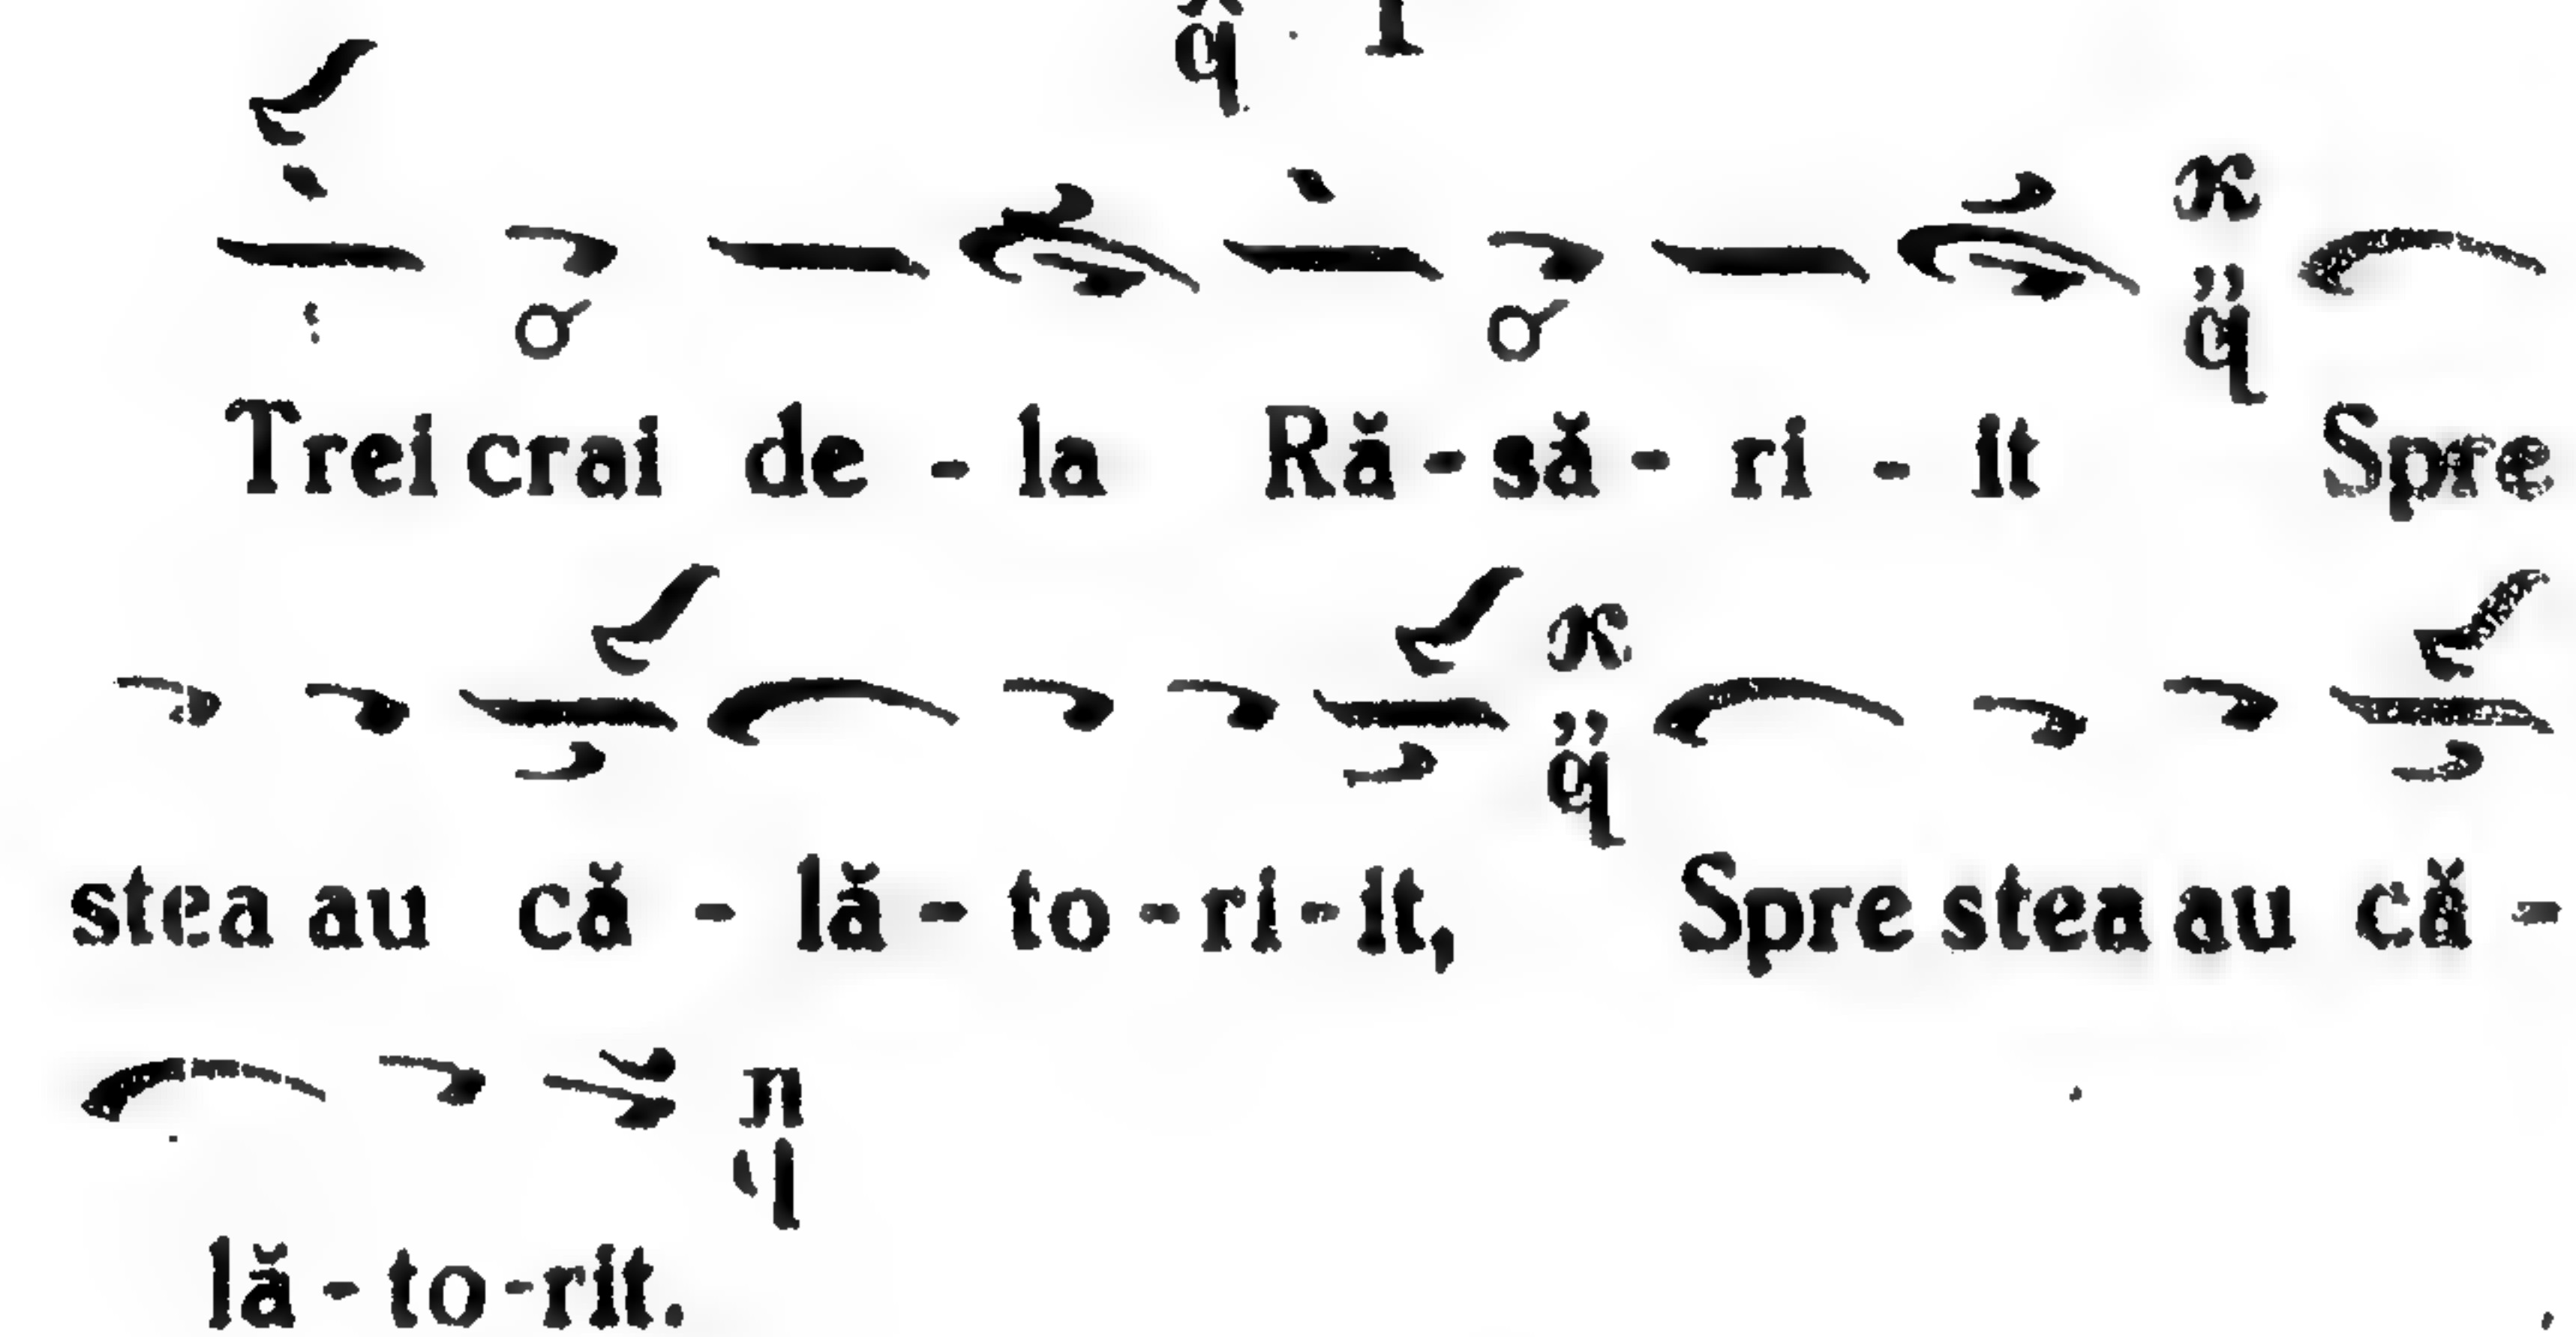 Trei crai de - la Ră - să - ri - it Spre
stea au că - lă - to - ri - it, Spre stea au că -
lă - to - rit.